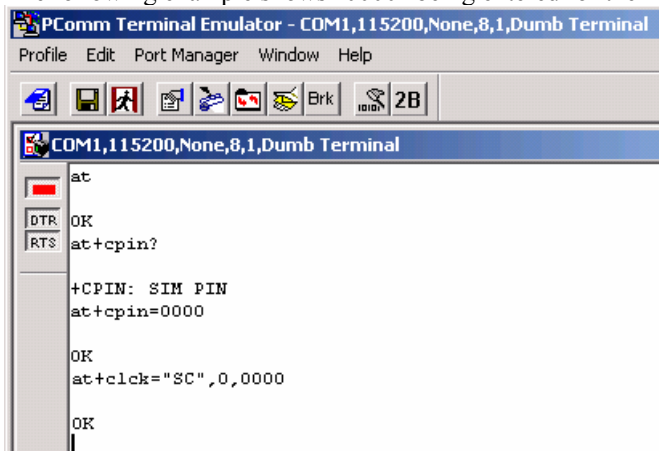 PComm Terminal Emulator - COM1,115200,None,8,1,Dumb Terminal
Profile Edit Port Manager Window Help
Brk 2B
COM1,115200,None,8,1,Dumb Terminal
at
DTR OK
RTS at+cpin?
+CPIN: SIM PIN
at+cpin=0000
OK
at+clck="SC",0,0000
OK